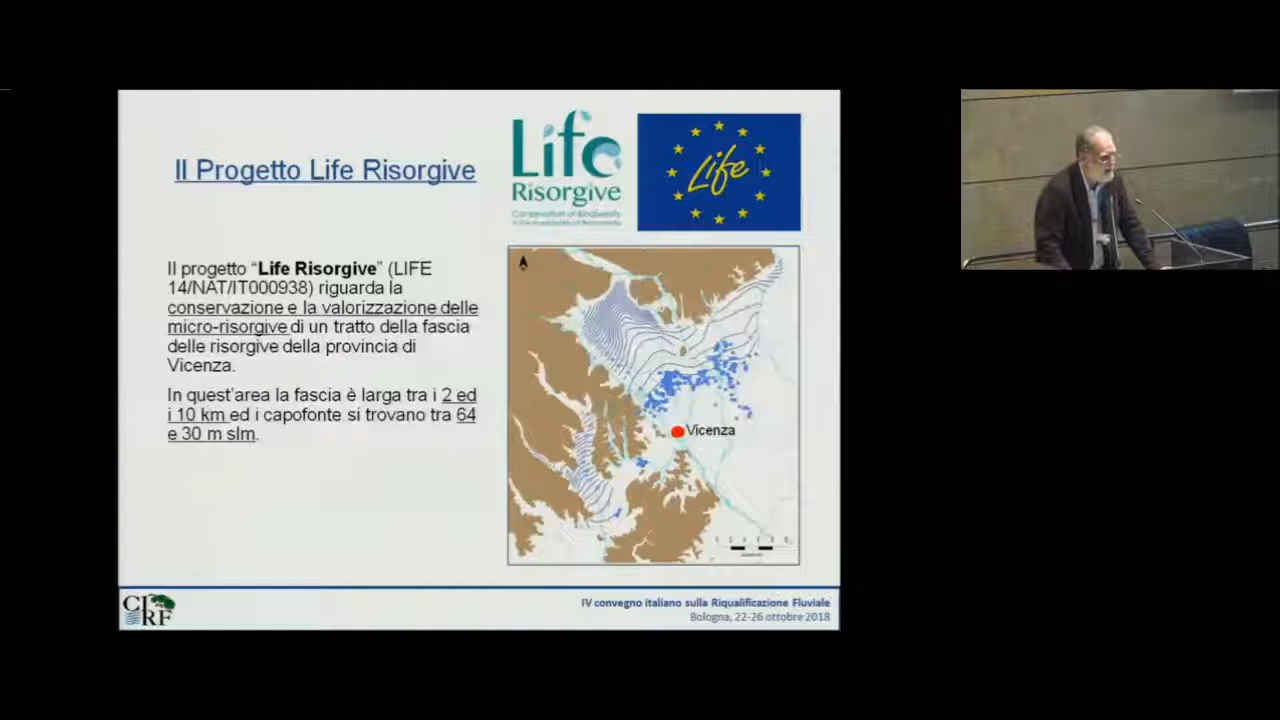 Il Progetto Life Risorgive
Life
Risorgive
Conservation of Biodiversity
Life
Il progetto “Life Risorgive” (LIFE
14/NAT/IT000938) riguarda la
conservazione e la valorizzazione delle
micro-risorgive di un tratto della fascia
delle risorgive della provincia di
Vicenza.
In quest’area la fascia è larga tra i 2 ed
i 10 km ed i capofonte si trovano tra 64
e 30 m slm.
Vicenza
CIRF
IV convegno italiano sulla Riqualificazione Fluviale
Bologna, 22-26 ottobre 2018